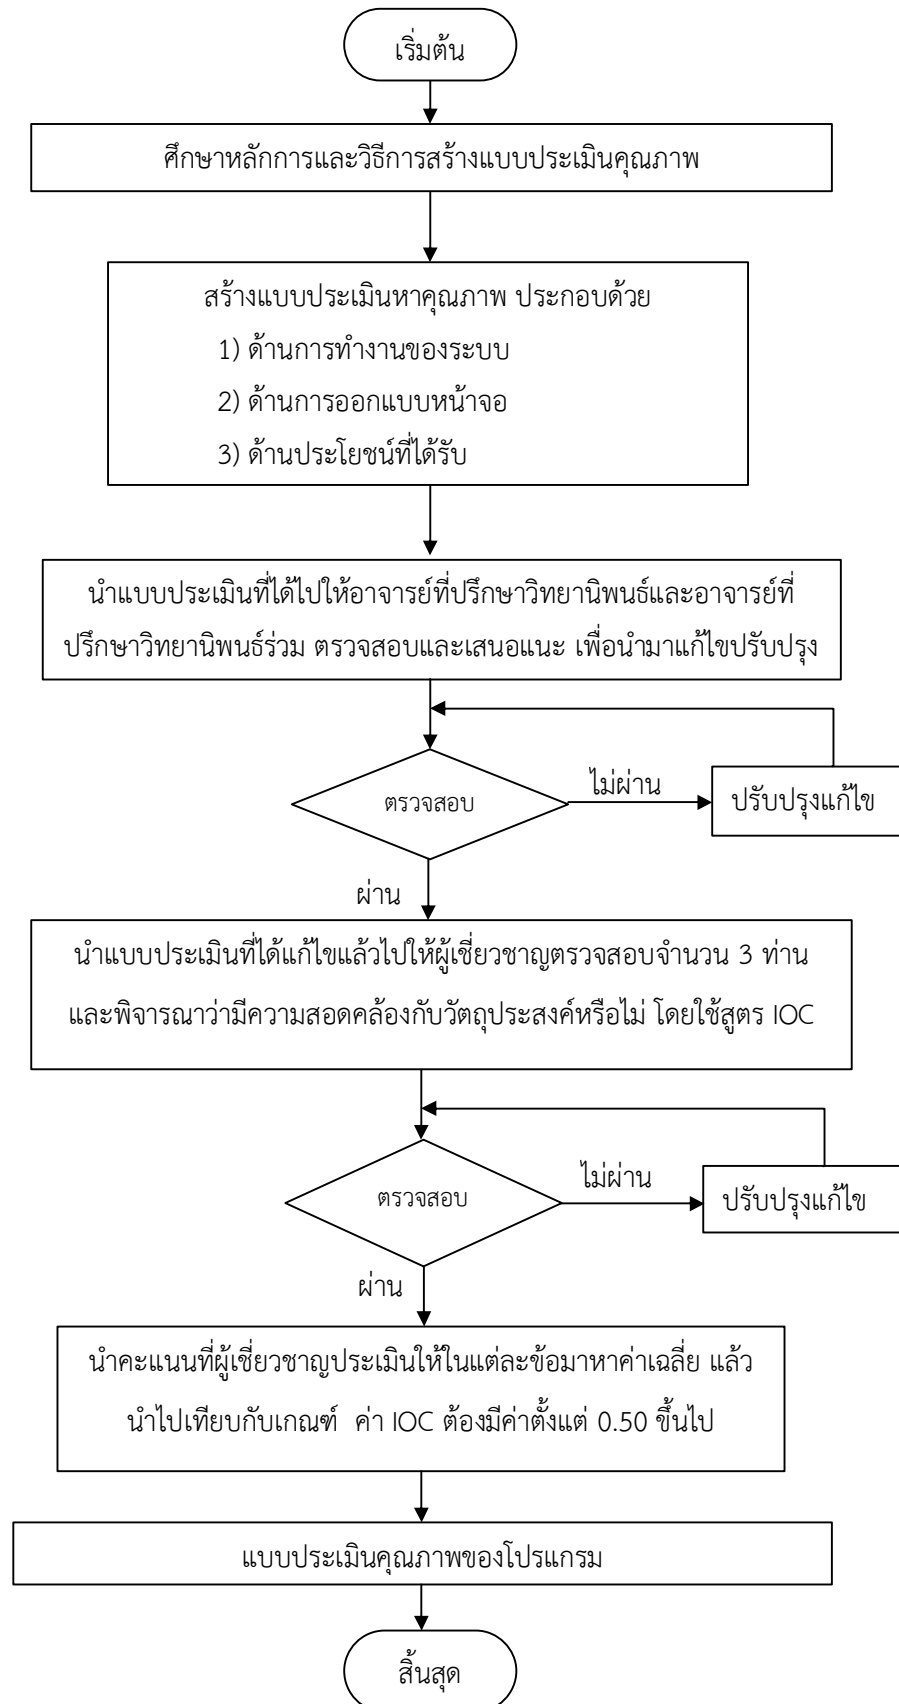 เริ่มต้น
ศึกษาหลักการและวิธีการสร้างแบบประเมินคุณภาพ
สร้างแบบประเมินหาคุณภาพ ประกอบด้วย
1) ด้านการทำงานของระบบ
2) ด้านการออกแบบหน้าจอ
3) ด้านประโยชน์ที่ได้รับ
นำแบบประเมินที่ได้ไปให้อาจารย์ที่ปรึกษาวิทยานิพนธ์และอาจารย์ที่
ปรึกษาวิทยานิพนธ์ร่วม ตรวจสอบและเสนอแนะ เพื่อนำมาแก้ไขปรับปรุง
ตรวจสอบ
ไม่ผ่าน
ปรับปรุงแก้ไข
ผ่าน
นำแบบประเมินที่ได้แก้ไขแล้วไปให้ผู้เชี่ยวชาญตรวจสอบจำนวน 3 ท่าน
และพิจารณาว่ามีความสอดคล้องกับวัตถุประสงค์หรือไม่ โดยใช้สูตร IOC
ตรวจสอบ
ไม่ผ่าน
ปรับปรุงแก้ไข
ผ่าน
นำคะแนนที่ผู้เชี่ยวชาญประเมินให้ในแต่ละข้อมาหาค่าเฉลี่ย แล้ว
นำไปเทียบกับเกณฑ์ ค่า IOC ต้องมีค่าตั้งแต่ 0.50 ขึ้นไป
แบบประเมินคุณภาพของโปรแกรม
สิ้นสุด